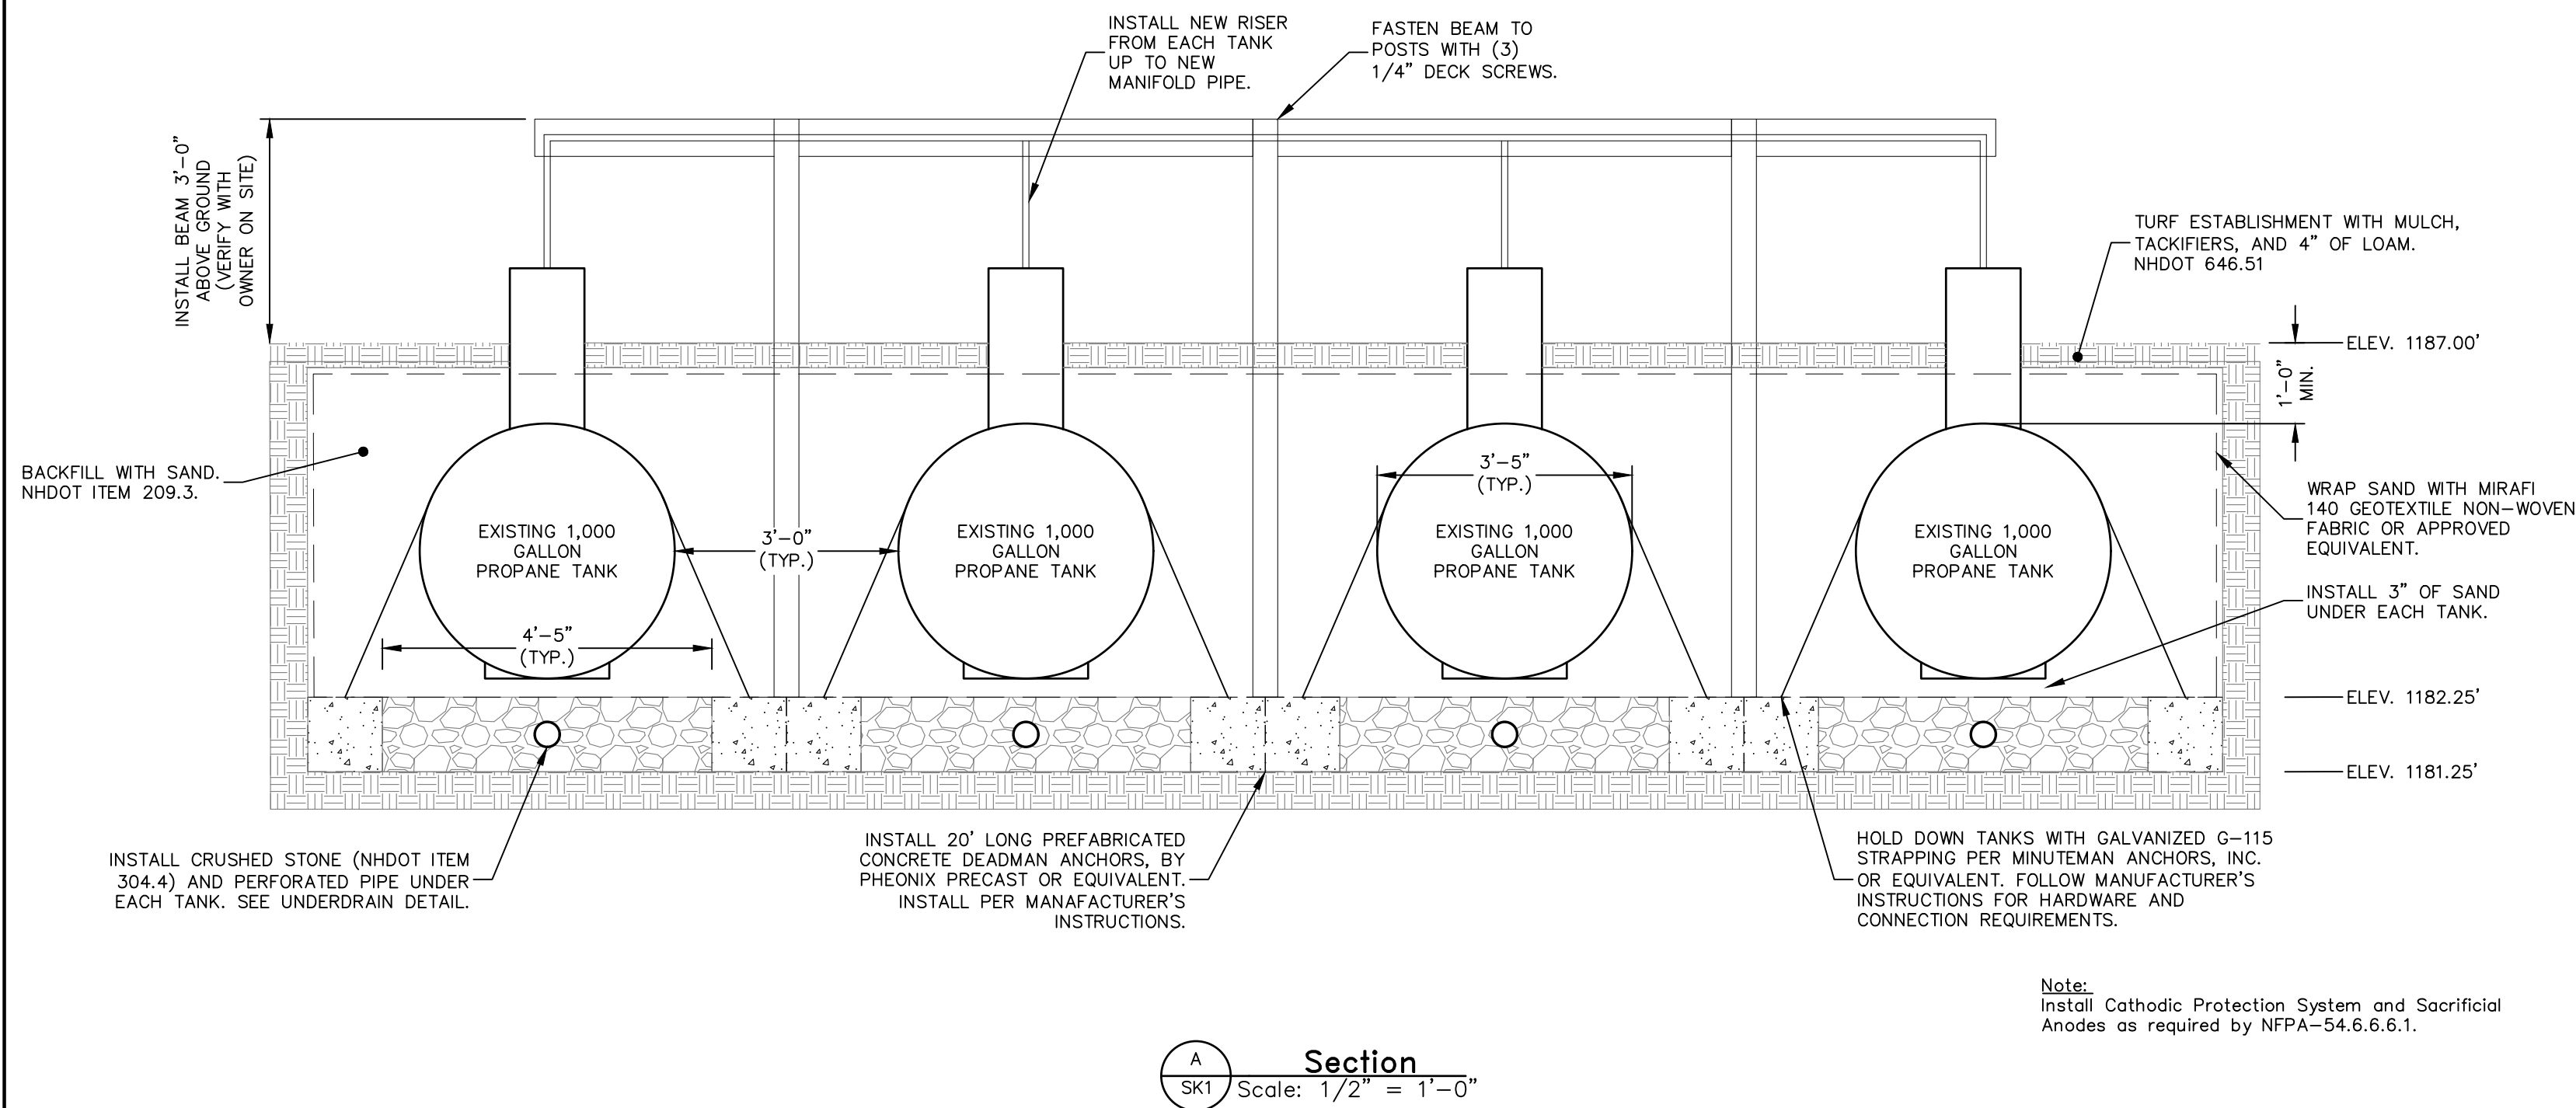 INSTALL NEW RISER
FROM EACH TANK
UP TO NEW
MANIFOLD PIPE.
FASTEN BEAM TO
POSTS WITH (3)
1/4" DECK SCREWS.
INSTALL BEAM 3'-0"
ABOVE GROUND
(VERIFY WITH
OWNER ON SITE)
TURF ESTABLISHMENT WITH MULCH,
TACKIFIERS, AND 4" OF LOAM.
NHDOT 646.51
ELEV. 1187.00'
1'-0"
MIN.
BACKFILL WITH SAND.
NHDOT ITEM 209.3.
3'-5"
(TYP.)
WRAP SAND WITH MIRAFI
140 GEOTEXTILE NON-WOVEN
FABRIC OR APPROVED
EQUIVALENT.
EXISTING 1,000
GALLON
PROPANE TANK
3'-0"
(TYP.)
EXISTING 1,000
GALLON
PROPANE TANK
EXISTING 1,000
GALLON
PROPANE TANK
EXISTING 1,000
GALLON
PROPANE TANK
INSTALL 3" OF SAND
UNDER EACH TANK.
4'-5"
(TYP.)
ELEV. 1182.25'
ELEV. 1181.25'
INSTALL CRUSHED STONE (NHDOT ITEM
304.4) AND PERFORATED PIPE UNDER
EACH TANK. SEE UNDERDRAIN DETAIL.
INSTALL 20' LONG PREFABRICATED
CONCRETE DEADMAN ANCHORS, BY
PHEONIX PRECAST OR EQUIVALENT.
INSTALL PER MANAFACTURER'S
INSTRUCTIONS.
HOLD DOWN TANKS WITH GALVANIZED G-115
STRAPPING PER MINUTEMAN ANCHORS, INC.
OR EQUIVALENT. FOLLOW MANUFACTURER'S
INSTRUCTIONS FOR HARDWARE AND
CONNECTION REQUIREMENTS.
Note:
Install Cathodic Protection System and Sacrificial
Anodes as required by NFPA-54.6.6.6.1.
A
SK1
Section
Scale: 1/2" = 1'-0"